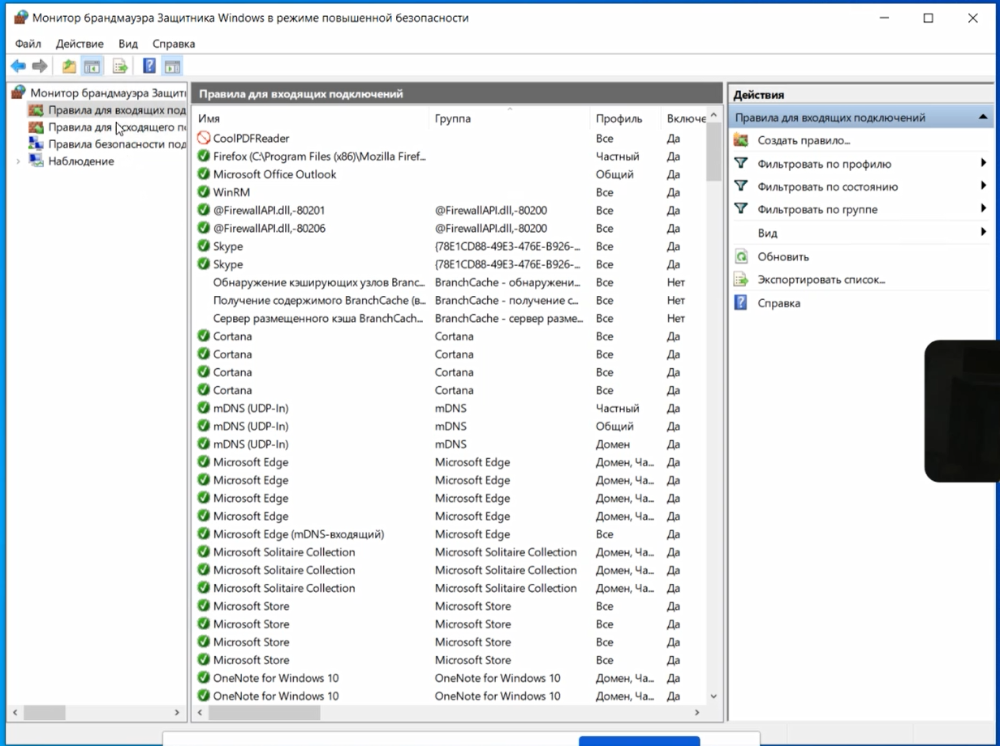 Монитор брандмауэра Защитника Windows в режиме повышенной безопасности
Файл Действие Вид Справка
Монитор брандмауэра Защит
Правила для входящих под
Правила для сходящего п
Правила безопасности под
Наблюдение
Правила для входящих подключений
Имя Группа Профиль Включе
CoolPDFReader Все Да
Firefox (C:\Program Files (x86)\Mozilla Firef... Частный Да
Microsoft Office Outlook Общий Да
WinRM Все Да
@FirewallAPI.dll,-80201 @FirewallAPI.dll,-80200 Все Да
@FirewallAPI.dll,-80206 @FirewallAPI.dll,-80200 Все Да
Skype {78E1CD88-49E3-476E-B926-... Все Да
Skype {78E1CD88-49E3-476E-B926-... Все Да
Обнаружение кэширующих узлов Branc... BranchCache - обнаружени... Все Нет
Получение содержимого BranchCache (в... BranchCache - получение с... Все Нет
Сервер размещенного кэша BranchCach... BranchCache - сервер разме... Все Нет
Cortana Cortana Все Да
Cortana Cortana Все Да
Cortana Cortana Все Да
Cortana Cortana Все Да
mDNS (UDP-In) mDNS Частный Да
mDNS (UDP-In) mDNS Общий Да
mDNS (UDP-In) mDNS Домен Да
Microsoft Edge Microsoft Edge Домен, Ча... Да
Microsoft Edge Microsoft Edge Домен, Ча... Да
Microsoft Edge Microsoft Edge Домен, Ча... Да
Microsoft Edge Microsoft Edge Домен, Ча... Да
Microsoft Edge (mDNS-входящий) Microsoft Edge Все Да
Microsoft Solitaire Collection Microsoft Solitaire Collection Домен, Ча... Да
Microsoft Solitaire Collection Microsoft Solitaire Collection Домен, Ча... Да
Microsoft Solitaire Collection Microsoft Solitaire Collection Домен, Ча... Да
Microsoft Store Microsoft Store Все Да
Microsoft Store Microsoft Store Все Да
Microsoft Store Microsoft Store Все Да
Microsoft Store Microsoft Store Все Да
OneNote for Windows 10 OneNote for Windows 10 Домен, Ча... Да
OneNote for Windows 10 OneNote for Windows 10 Домен, Ча... Да
Действия
Правила для входящих подключений
Создать правило...
Фильтровать по профилю
Фильтровать по состоянию
Фильтровать по группе
Вид
Обновить
Экспортировать список...
Справка